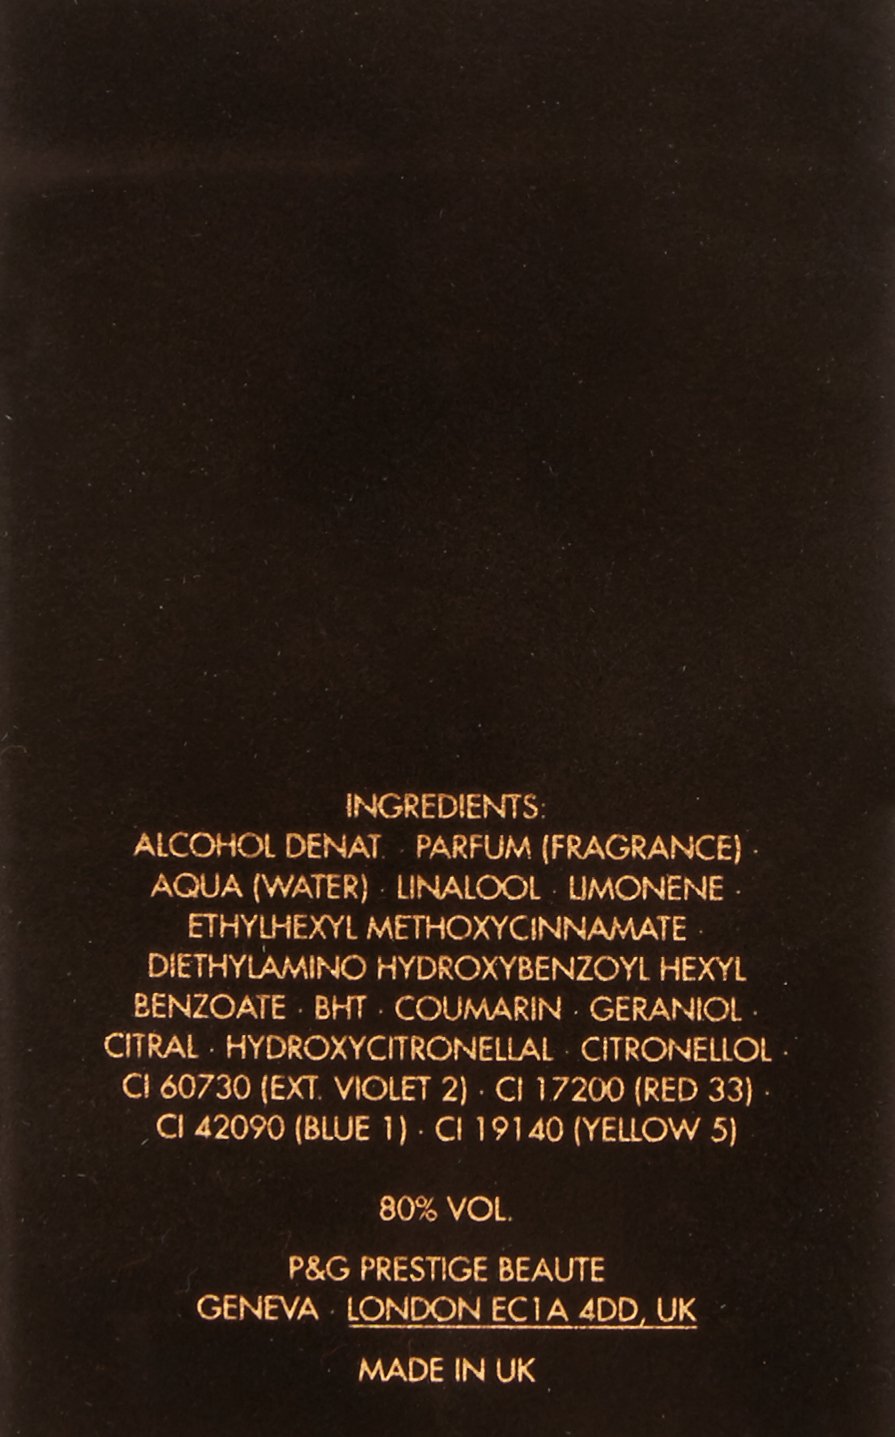 INGREDIENTS:
ALCOHOL DENAT. · PARFUM (FRAGRANCE) ·
AQUA (WATER) · LINALOOL · LIMONENE ·
ETHYLHEXYL METHOXYCINNAMATE ·
DIETHYLAMINO HYDROXYBENZOYL HEXYL
BENZOATE · BHT · COUMARIN · GERANIOL ·
CITRAL · HYDROXYCITRONELLAL · CITRONELLOL ·
CI 60730 (EXT. VIOLET 2) · CI 17200 (RED 33) ·
CI 42090 (BLUE 1) · CI 19140 (YELLOW 5)
80% VOL.
P&G PRESTIGE BEAUTE
GENEVA · LONDON EC1A 4DD, UK
MADE IN UK